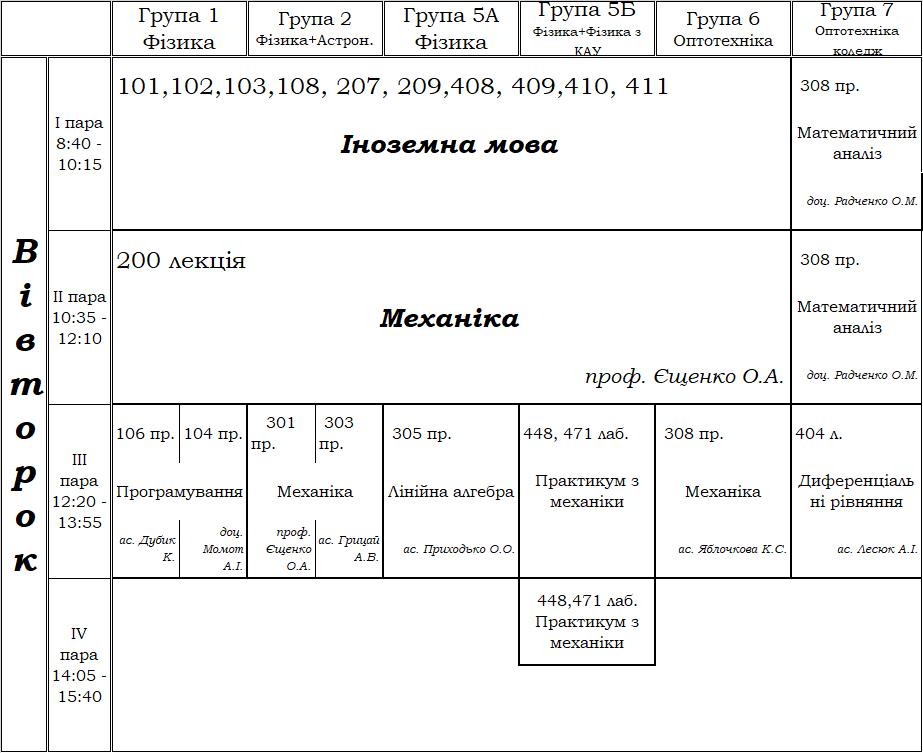 Група 1
Фізика
Група 2
Фізика+Астрон.
Група 5А
Фізика
Група 5Б
Фізика+Фізика з
КАУ
Група 6
Оптотехніка
Група 7
Оптотехніка
коледж
Вівторок
І пара
8:40 -
10:15
101,102,103,108, 207, 209,408, 409,410, 411
Іноземна мова
308 пр.
Математичний
аналіз
доц. Радченко О.М.
ІІ пара
10:35 -
12:10
200 лекція
Механіка
проф. Єщенко О.А.
308 пр.
Математичний
аналіз
доц. Радченко О.М.
ІІІ
пара
12:20 -
13:55
106 пр.
104 пр.
Програмування
ас. Дубик
К.
доц.
Момот
А.І.
301
пр.
303
пр.
Механіка
проф.
Єщенко
О.А.
ас. Грицай
А.В.
305 пр.
Лінійна алгебра
ас. Приходько О.О.
448, 471 лаб.
Практикум з
механіки
308 пр.
Механіка
ас. Яблочкова К.С.
404 л.
Диференціаль
ні рівняння
ас. Лесюк А.І.
IV
пара
14:05 -
15:40
448,471 лаб.
Практикум з
механіки